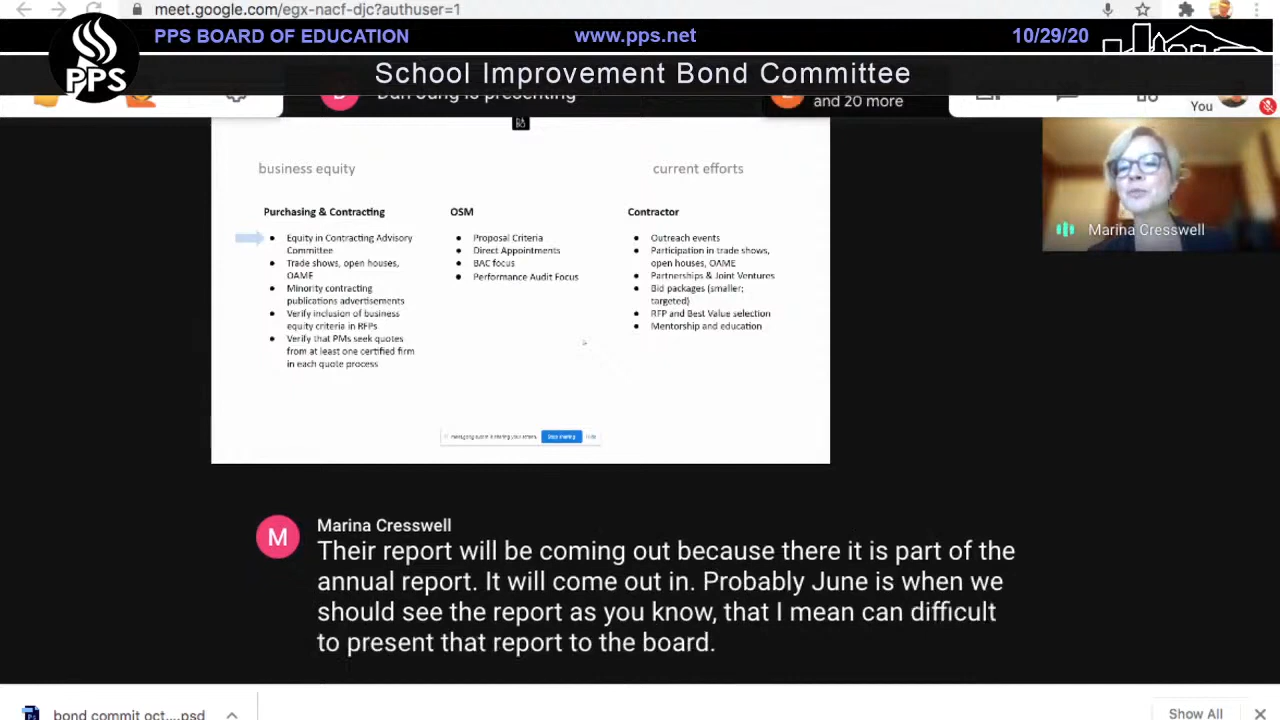 meet.google.com/egx-nacf-djc?authuser=1
PPS BOARD OF EDUCATION
www.pps.net
10/29/20
PPS
School Improvement Bond Committee
is presenting
and 20 more
You
business equity
current efforts
Purchasing & Contracting
Equity in Contracting Advisory
Committee
Trade shows, open houses,
OAME
Minority contracting
publications advertisements
Verify inclusion of business
equity criteria in RFPs
Verify that PMs seek quotes
from at least one certified firm
in each quote process
OSM
Proposal Criteria
Direct Appointments
BAC focus
Performance Audit Focus
Contractor
Outreach events
Participation in trade shows,
open houses, OAME
Partnerships & Joint Ventures
Bid packages (smaller;
targeted)
RFP and Best Value selection
Mentorship and education
Marina Cresswell
Stop sharing
M
Marina Cresswell
Their report will be coming out because there it is part of the
annual report. It will come out in. Probably June is when we
should see the report as you know, that I mean can difficult
to present that report to the board.
bond commit oct....psd
Show All